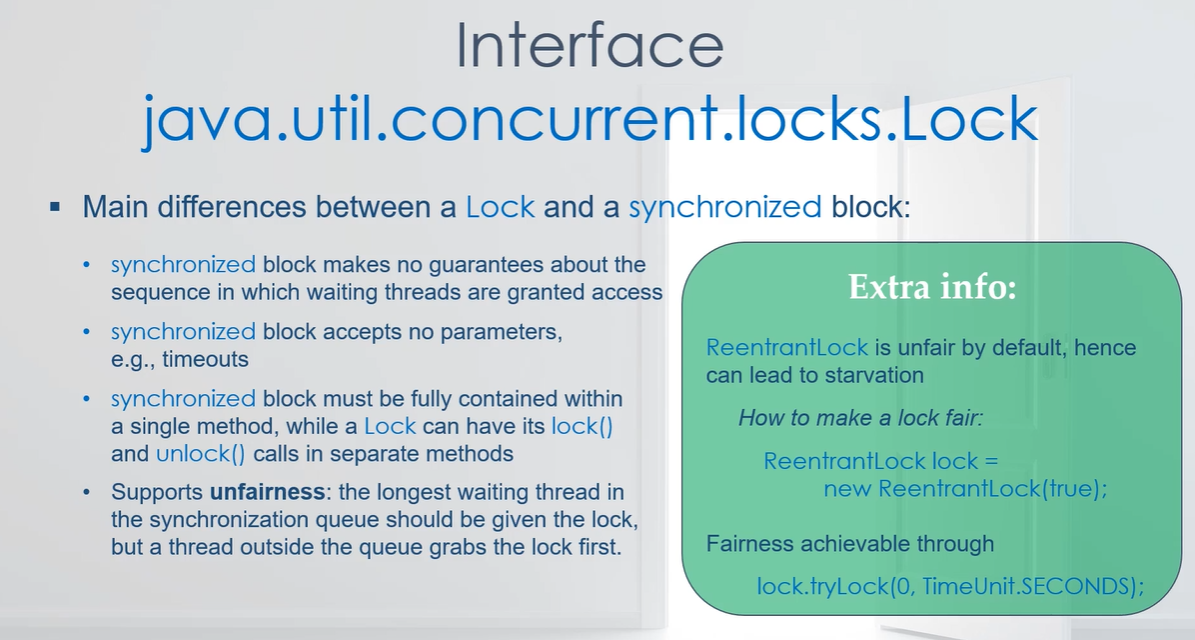 Interface
java.util.concurrent.locks.Lock
▪ Main differences between a Lock and a synchronized block:
• synchronized block makes no guarantees about the
sequence in which waiting threads are granted access
• synchronized block accepts no parameters,
e.g., timeouts
• synchronized block must be fully contained within
a single method, while a Lock can have its lock()
and unlock() calls in separate methods
• Supports unfairness: the longest waiting thread in
the synchronization queue should be given the lock,
but a thread outside the queue grabs the lock first.
Extra info:
ReentrantLock is unfair by default, hence
can lead to starvation
How to make a lock fair:
ReentrantLock lock =
new ReentrantLock(true);
Fairness achievable through
lock.tryLock(0, TimeUnit.SECONDS);